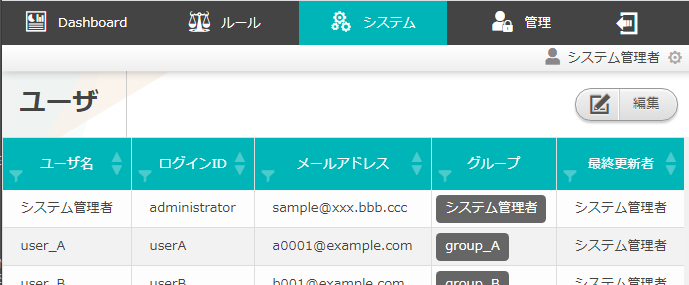 Dashboard ルール システム 管理
システム管理者
ユーザ
編集
ユーザ名 ログインID メールアドレス グループ 最終更新者
システム管理者 administrator sample@xxx.bbb.ccc システム管理者 システム管理者
user_A userA a0001@example.com group_A システム管理者
user_B userB b001@example.com group_B システム管理者